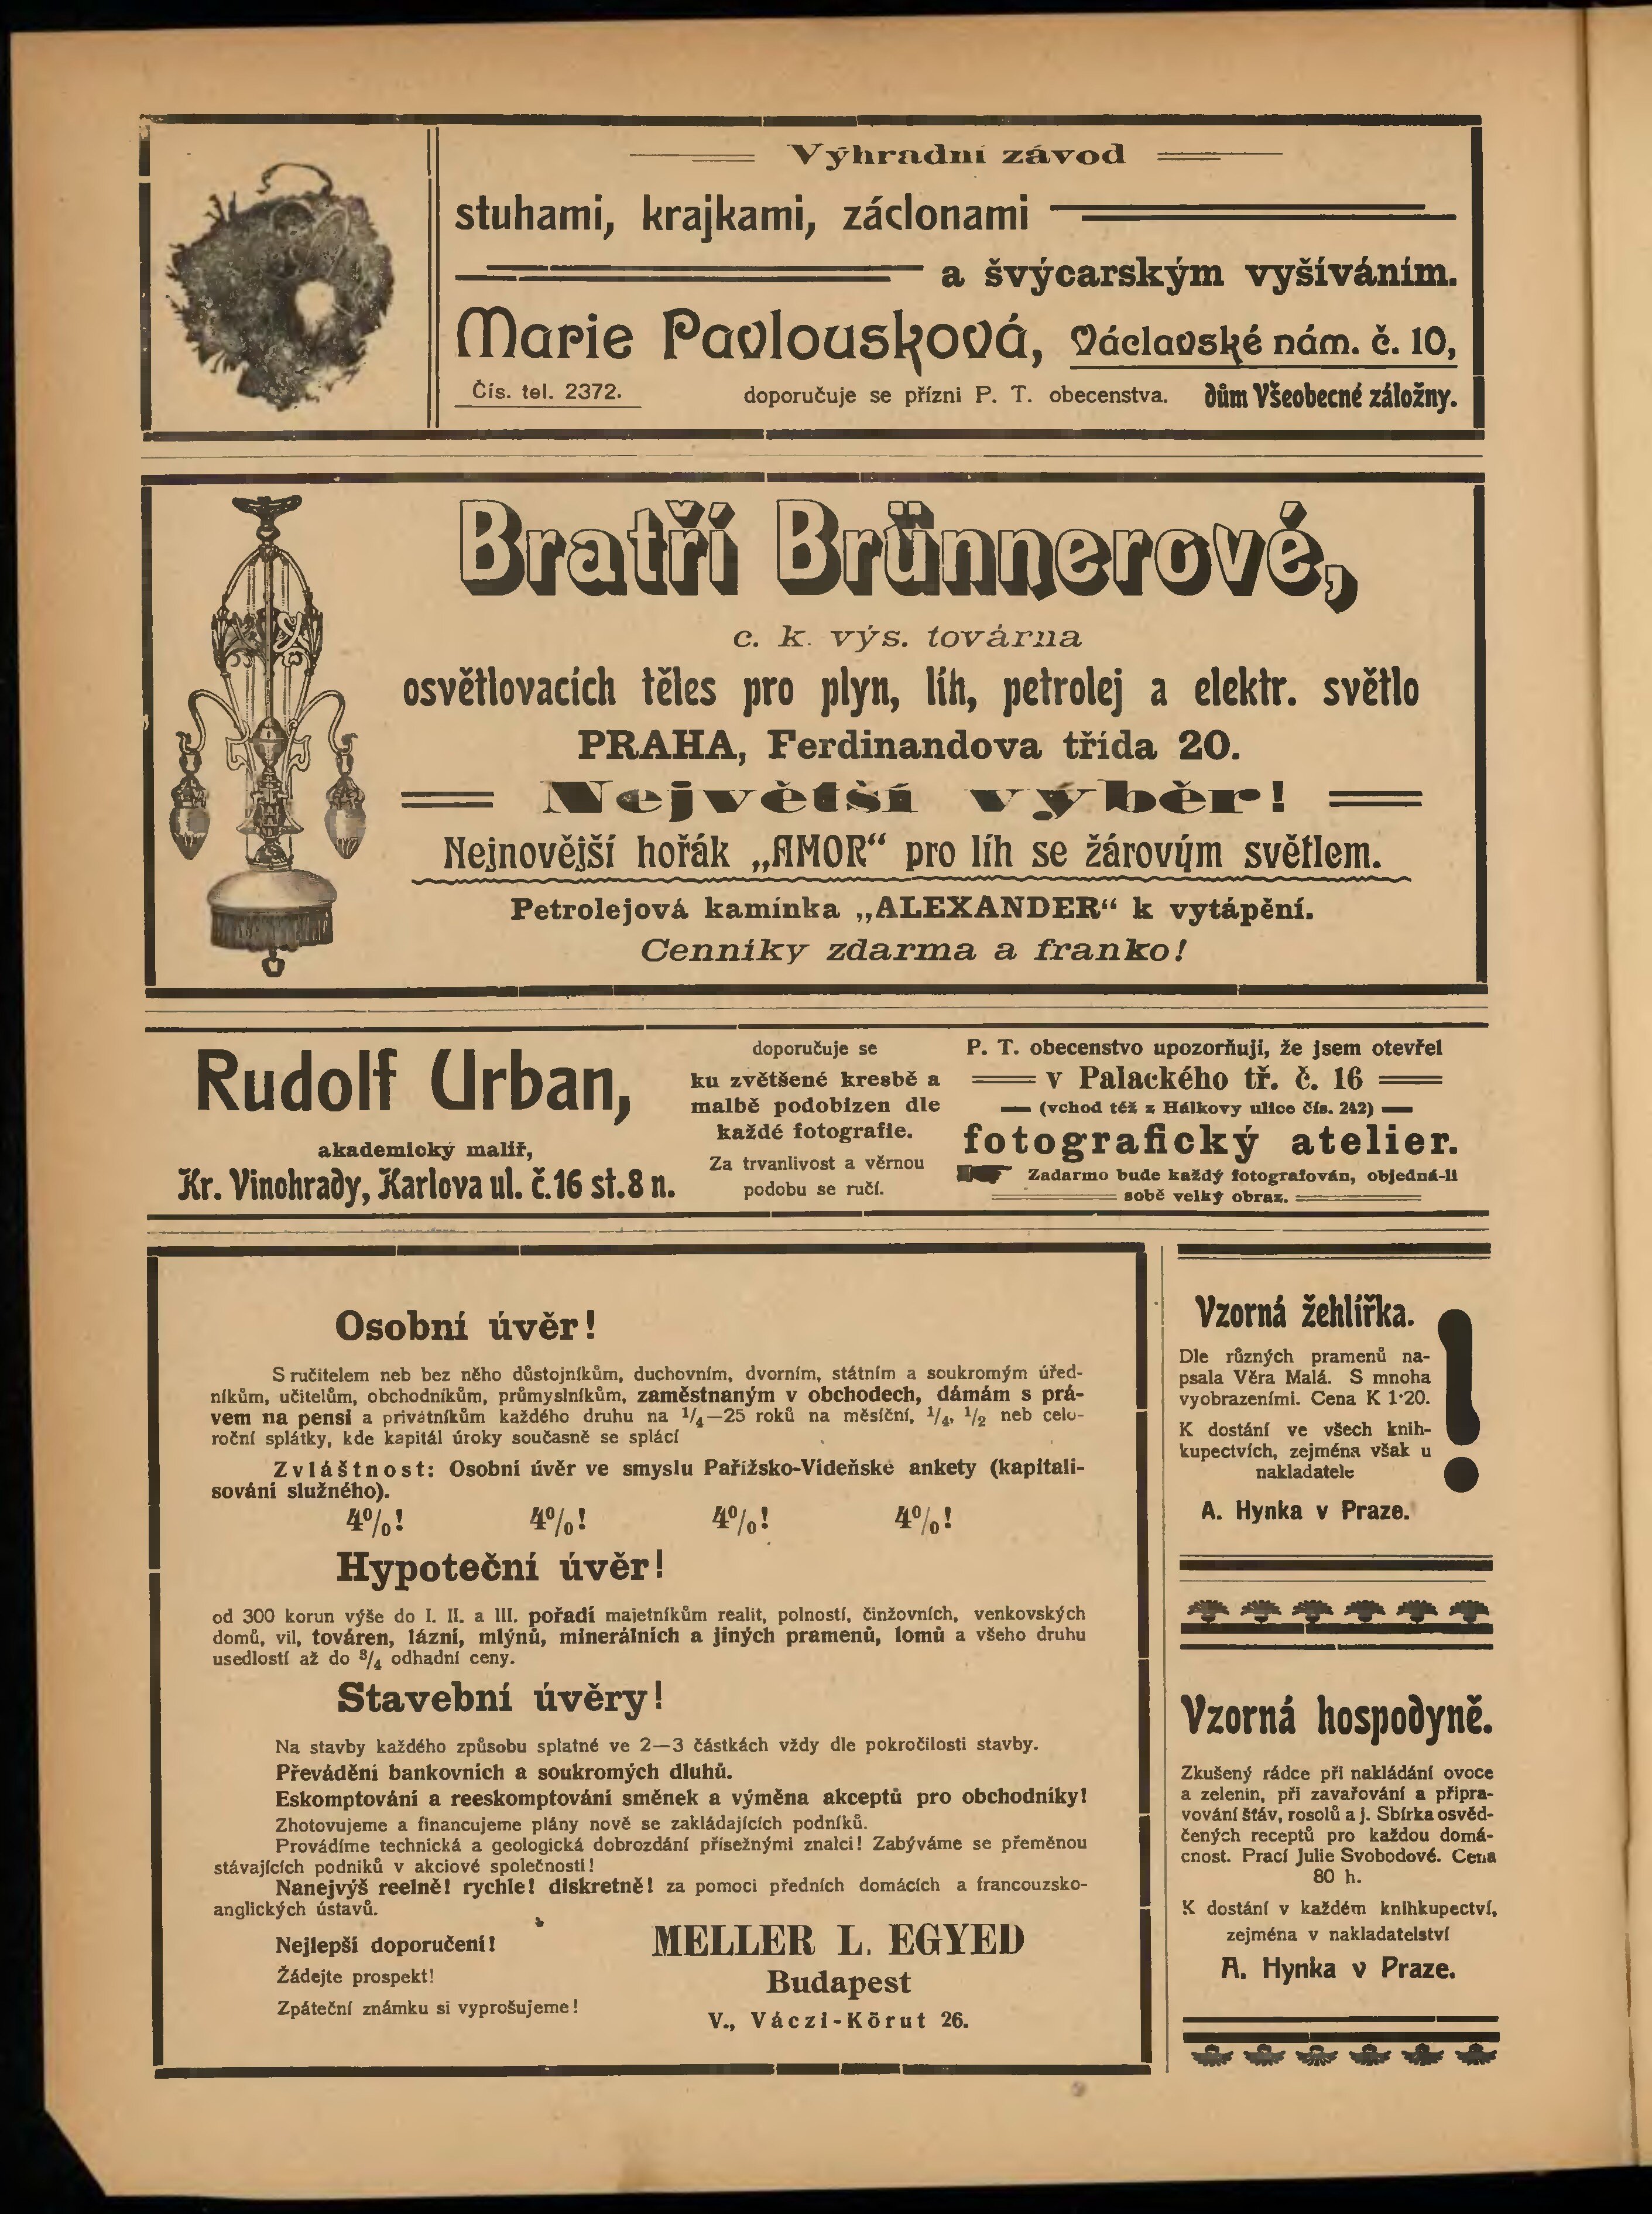 Výhradní závod
stuhami, krajkami, záclonami
a švýcarským vyšíváním.
Marie Pavlousková, Václavské nám. č. 10,
Čís. tel. 2372. doporučuje se přízni P. T. obecenstva. dům Všeobecné záložny.
Bratří Brünnerové,
c. k. výs. továrna
osvětlovacích těles pro plyn, líh, petrolej a elektr. světlo
PRAHA, Ferdinandova třída 20.
Největší výběr!
Nejnovější hořák „AMOR“ pro líh se žárovým světlem.
Petrolejová kamínka „ALEXANDER“ k vytápění.
Cenníky zdarma a franko!
Rudolf Urban,
akademický malíř,
Kr. Vinohrady, Karlova ul. č. 16 st. 8 n.
doporučuje se
ku zvětšené kresbě a
malbě podobizen dle
každé fotografie.
Za trvanlivost a věrnou
podobu se ručí.
P. T. obecenstvo upozorňuji, že jsem otevřel
v Palackého tř. č. 16
(vchod též z Hálkovy ulice čís. 242)
fotografický atelier.
Zadarmo bude každý fotografován, objedná-li
sobě velký obraz.
Osobní úvěr!
S ručitelem neb bez něho důstojníkům, duchovním, dvorním, státním a soukromým úřed-
níkům, učitelům, obchodníkům, průmyslníkům, zaměstnaným v obchodech, dámám s prá-
vem na pensi a privátníkům každého druhu na 1/4—25 roků na měsíční, 1/4, 1/2 neb celo-
roční splátky, kde kapitál úroky současně se splácí
Zvláštnost: Osobní úvěr ve smyslu Pařížsko-Vídeňské ankety (kapitali-
sování služného).
4%! 4%! 4%! 4%!
Hypoteční úvěr!
od 300 korun výše do I. II. a III. pořadí majetníkům realit, polností, činžovních, venkovských
domů, vil, továren, lázní, mlýnů, minerálních a jiných pramenů, lomů a všeho druhu
usedlostí až do 3/4 odhadní ceny.
Stavební úvěry!
Na stavby každého způsobu splatné ve 2—3 částkách vždy dle pokročilosti stavby.
Převádění bankovních a soukromých dluhů.
Eskomptování a reeskomptování směnek a výměna akceptů pro obchodníky!
Zhotovujeme a financujeme plány nově se zakládajících podníků.
Provádíme technická a geologická dobrozdání přísežnými znalci! Zabýváme se přeměnou
stávajících podniků v akciové společnosti!
Nanejvýš reelně! rychle! diskretně! za pomoci předních domácích a francouzsko-
anglických ústavů.
Nejlepší doporučení!
Žádejte prospekt!
Zpáteční známku si vyprošujeme!
MELLER L. EGYED
Budapest
V., Váczi-Körut 26.
Vzorná žehlířka.
Dle různých pramenů na-
psala Věra Malá. S mnoha
vyobrazeními. Cena K 1·20.
K dostání ve všech knih-
kupectvích, zejména však u
nakladatele
A. Hynka v Praze.
!
Vzorná hospodyně.
Zkušený rádce při nakládání ovoce
a zelenin, při zavařování a připra-
vování šťáv, rosolů a j. Sbírka osvěd-
čených receptů pro každou domá-
cnost. Prací Julie Svobodové. Cena
80 h.
K dostání v každém knihkupectví,
zejména v nakladatelství
A. Hynka v Praze.